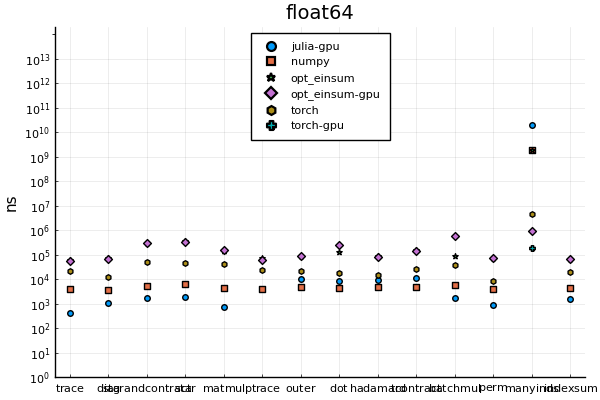 float64
julia-gpu
numpy
opt_einsum
opt_einsum-gpu
torch
torch-gpu
10^13
10^12
10^11
10^10
10^9
10^8
10^7
10^6
10^5
10^4
10^3
10^2
10^1
10^0
ns
trace
matmul
ptrace
outer
dot
hadamard
perm
manyinds
indexsum